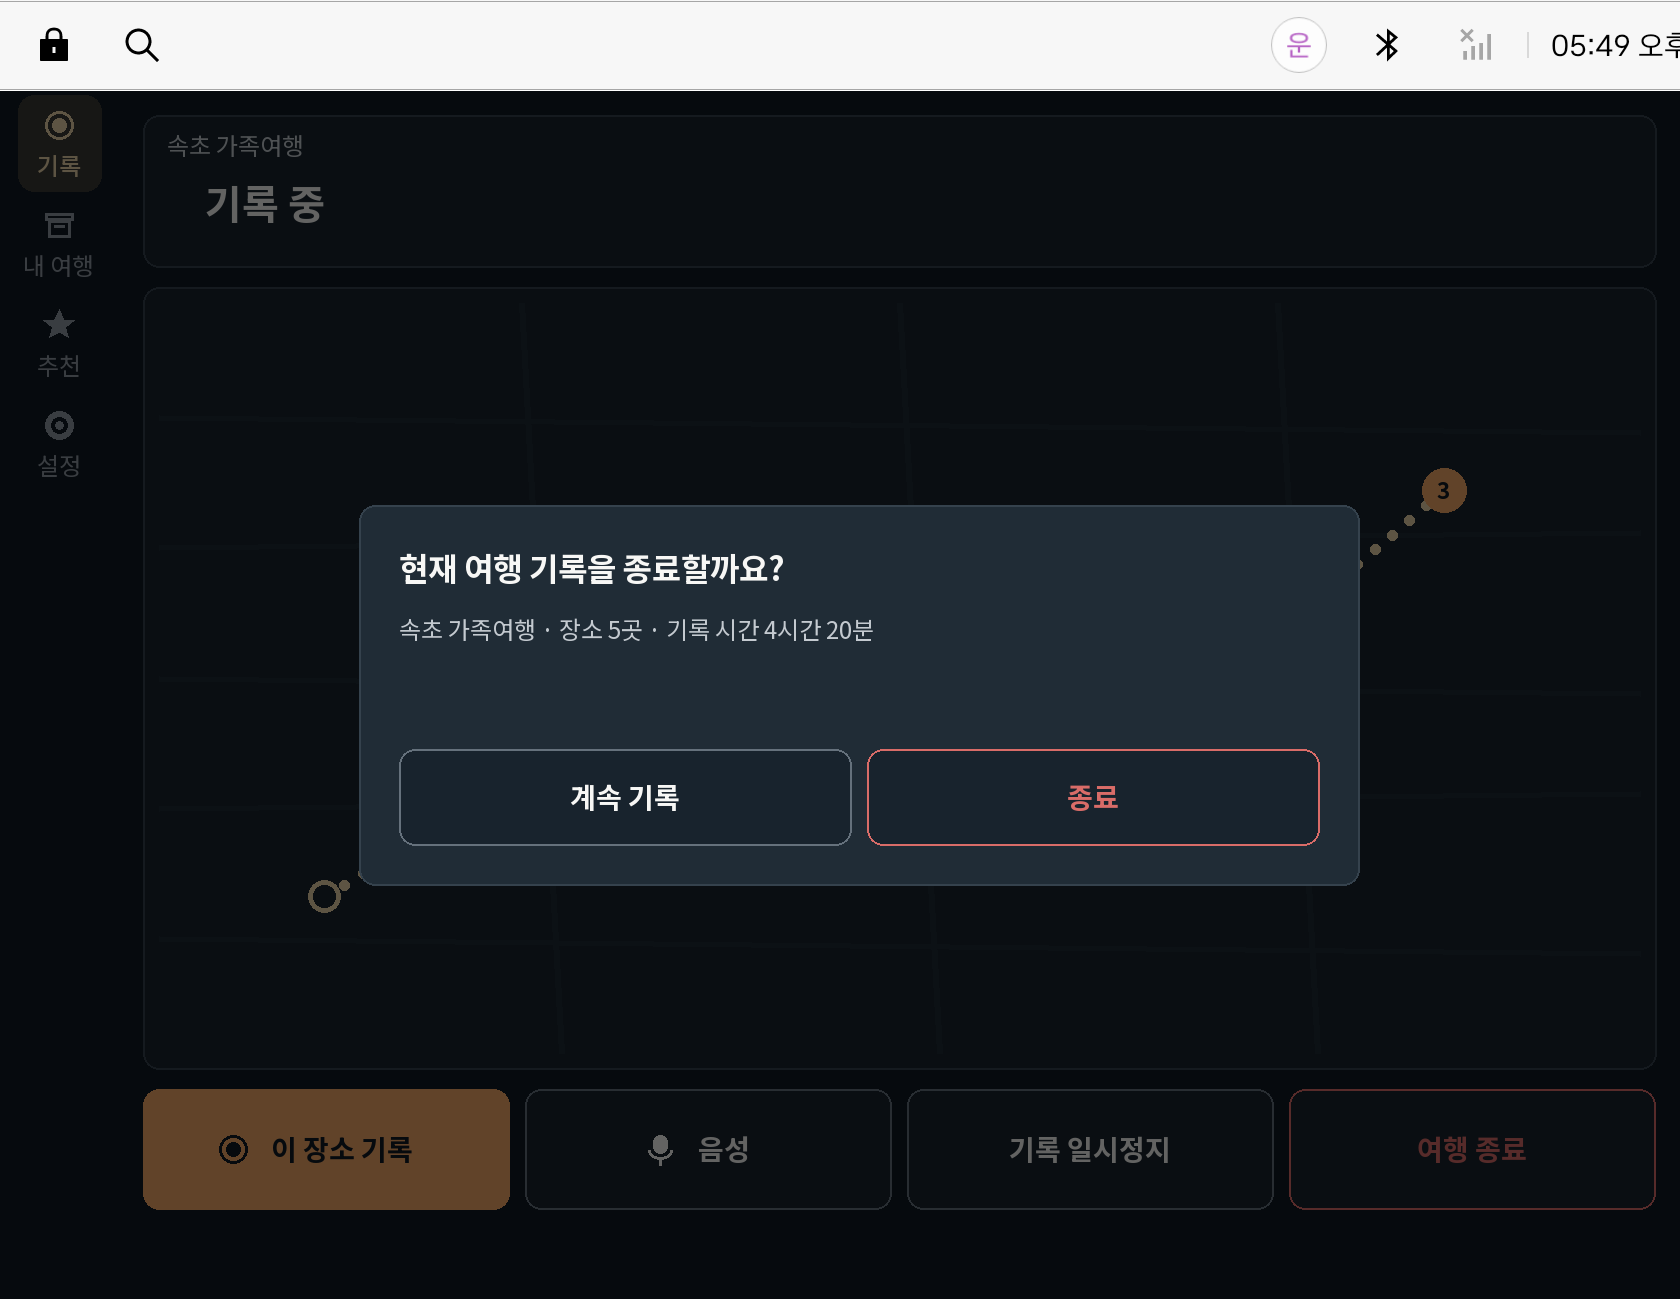 운
05:49 오후
기록
내 여행
추천
설정
속초 가족여행
기록 중
3
현재 여행 기록을 종료할까요?
속초 가족여행 · 장소 5곳 · 기록 시간 4시간 20분
계속 기록
종료
이 장소 기록
음성
기록 일시정지
여행 종료